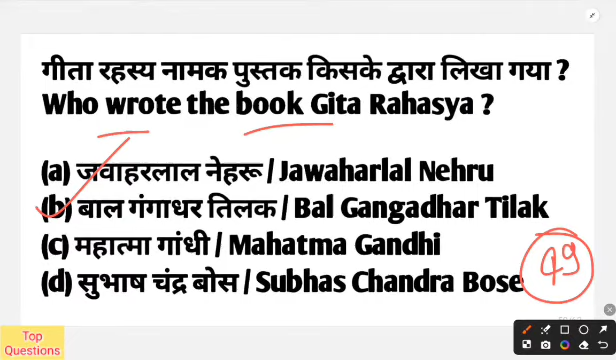 गीता रहस्य नामक पुस्तक किसके द्वारा लिखा गया ?
Who wrote the book Gita Rahasya ?
(a) जवाहरलाल नेहरू / Jawaharlal Nehru
(b) बाल गंगाधर तिलक / Bal Gangadhar Tilak
(c) महात्मा गांधी / Mahatma Gandhi
(d) सुभाष चंद्र बोस / Subhas Chandra Bose
49
Top
Questions